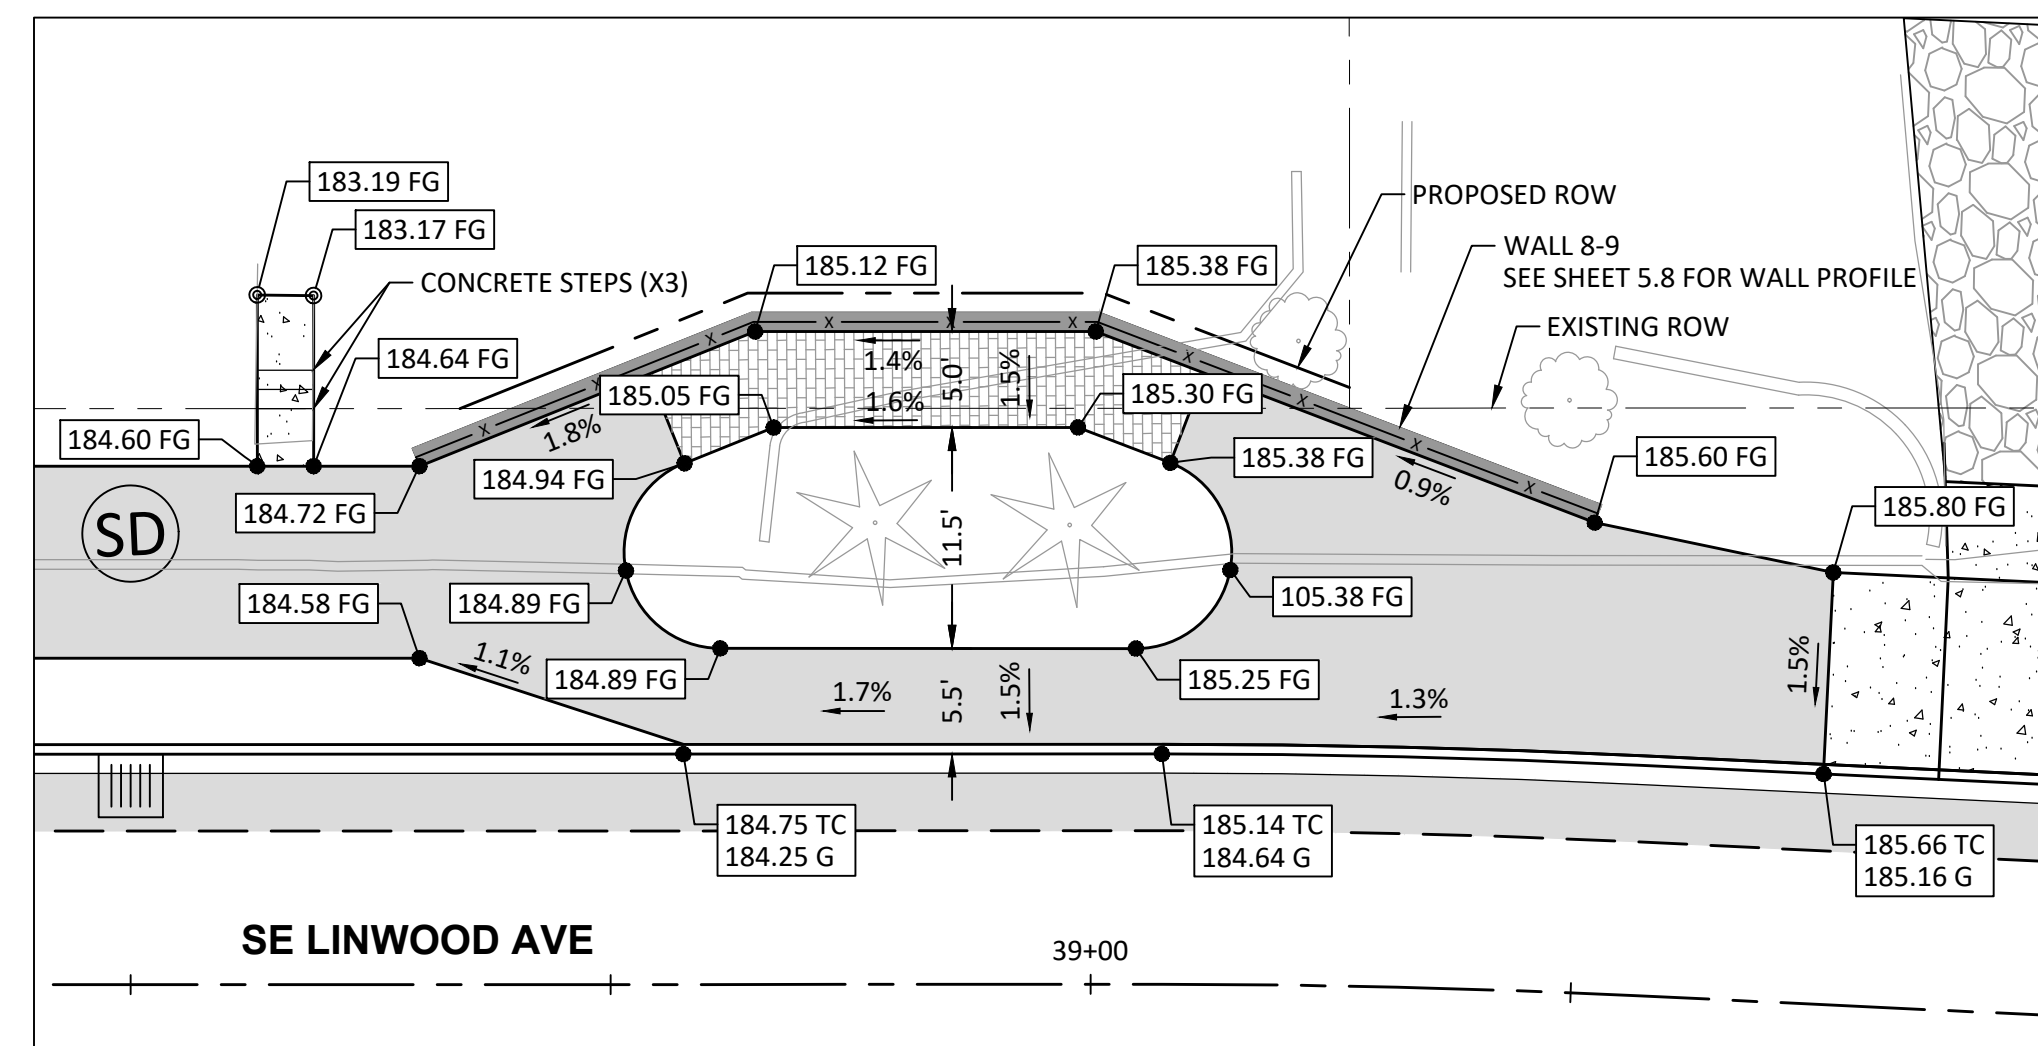 183.19 FG
183.17 FG
CONCRETE STEPS (X3)
184.64 FG
184.60 FG
184.72 FG
SD
184.58 FG
185.12 FG
185.38 FG
PROPOSED ROW
WALL 8-9
SEE SHEET 5.8 FOR WALL PROFILE
EXISTING ROW
1.4%
1.6%
5.0'
1.5%
185.05 FG
185.30 FG
1.8%
184.94 FG
185.38 FG
0.9%
185.60 FG
185.80 FG
11.5'
184.89 FG
105.38 FG
1.1%
184.89 FG
185.25 FG
1.7%
5.5'
1.5%
1.3%
1.5%
184.75 TC
184.25 G
185.14 TC
184.64 G
185.66 TC
185.16 G
SE LINWOOD AVE
39+00
X
X
X
X
X
X
X
X
X
X